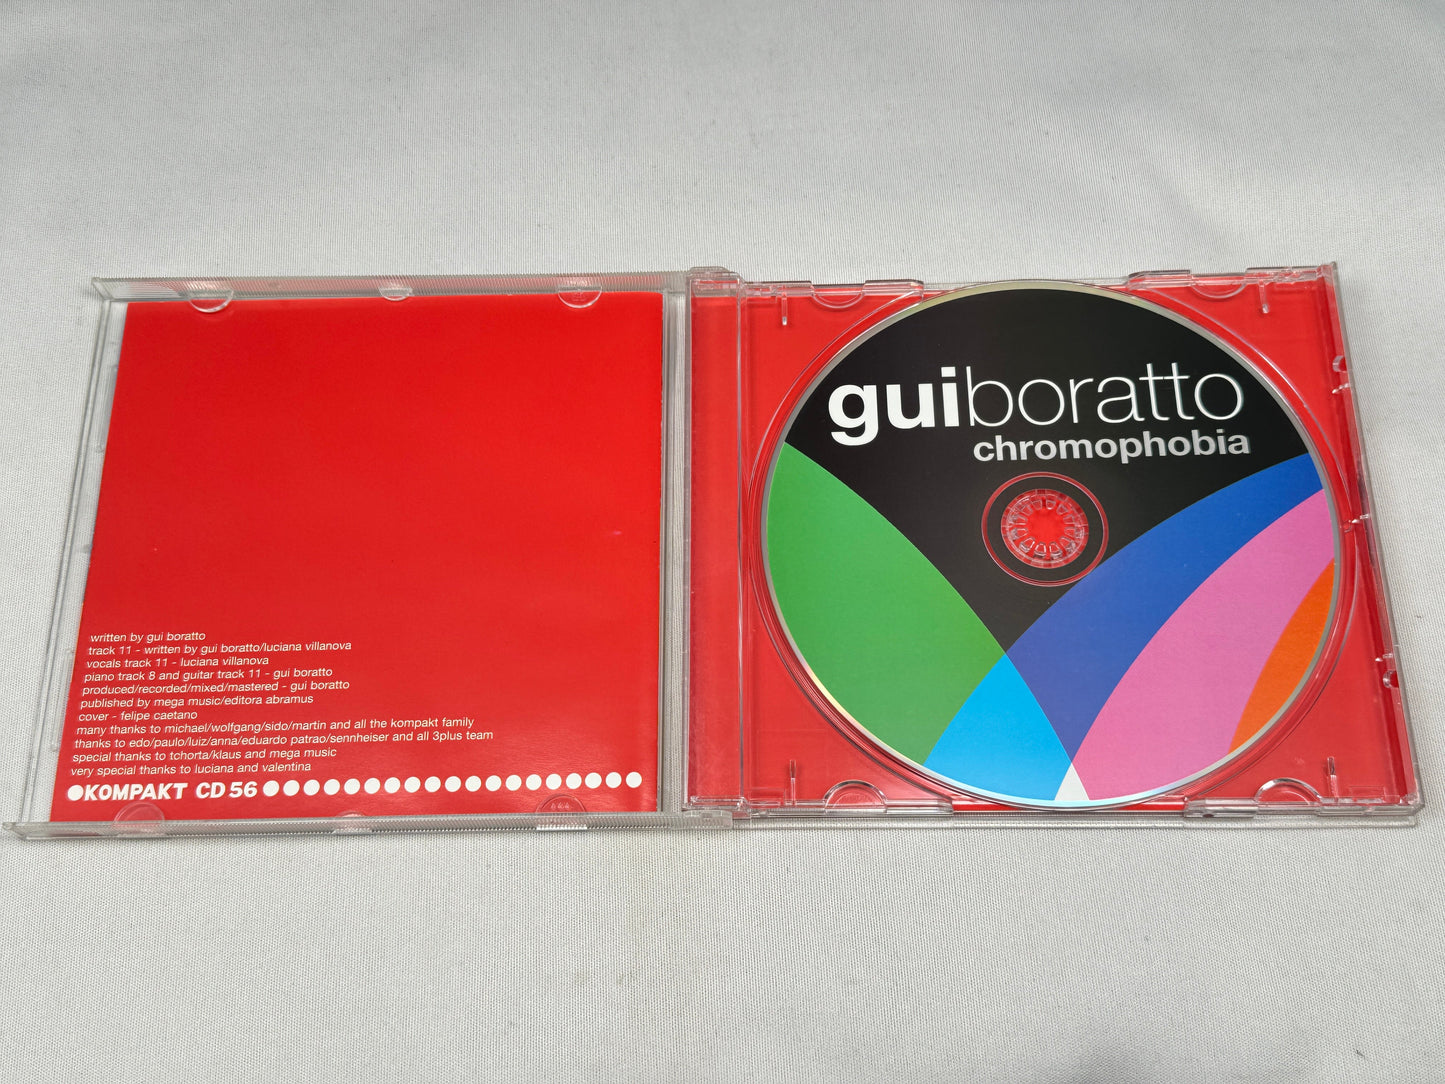 written by gui boratto
track 11 - written by gui boratto/luciana villanova
vocals track 11 - luciana villanova
piano track 8 and guitar track 11 - gui boratto
produced/recorded/mixed/mastered - gui boratto
published by mega music/editora abramus
cover - felipe caetano
many thanks to michael/wolfgang/sido/martin and all the kompakt family
thanks to edo/paulo/luiz/anna/eduardo patrao/sennheiser and all 3plus team
special thanks to tchorta/klaus and mega music
very special thanks to luciana and valentina
KOMPAKT CD 56
guiboratto
chromophobia